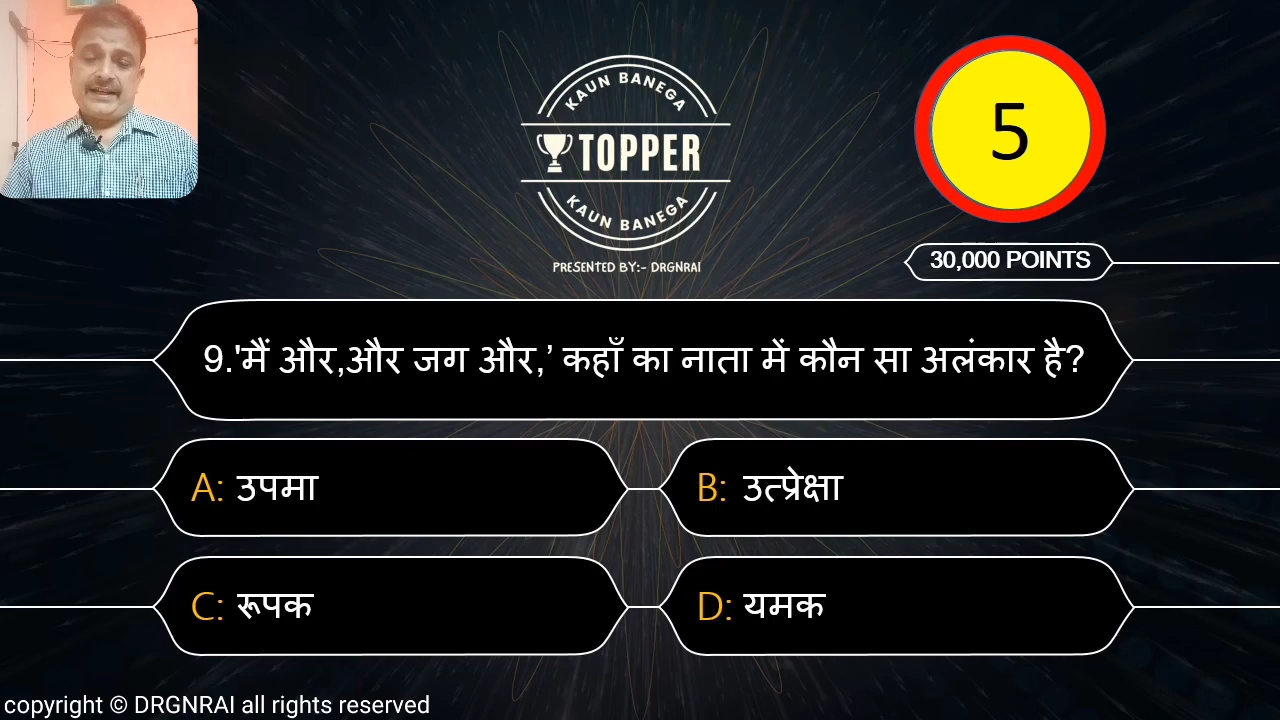 KAUN BANEGA
TOPPER
KAUN BANEGA
PRESENTED BY:- DRGNRAI
5
30,000 POINTS
9.'मैं और,और जग और,’ कहाँ का नाता में कौन सा अलंकार है?
A: उपमा
B: उत्प्रेक्षा
C: रूपक
D: यमक
copyright © DRGNRAI all rights reserved